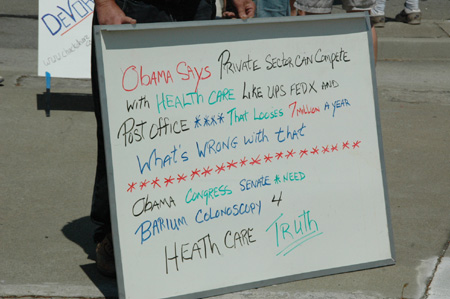 DEVOS
Obama Says Private Sector can Compete
with HEALTH CARE Like UPS FEDX and
Post office **** That Looses 7 million A year
What's WRONG with that
Obama Congress Senate * NEED
Barium Colonoscopy 4
HEATH CARE Truth